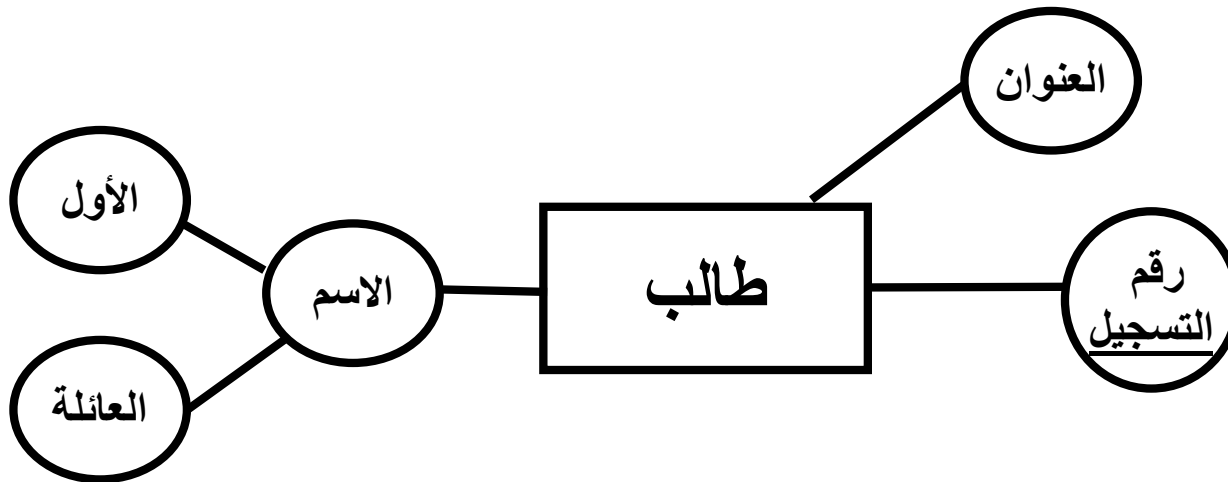 العنوان
الأول
رقم
التسجيل
طالب
الاسم
العائلة